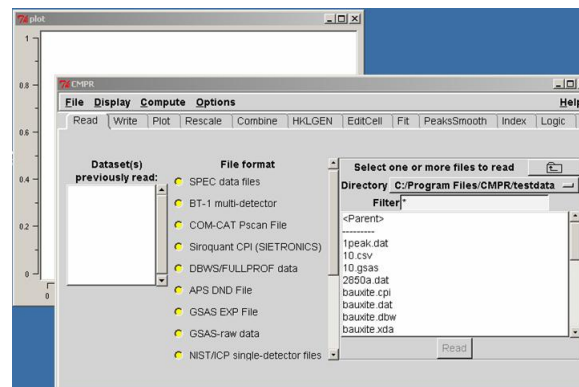 plot
1
0.8
0.6
0.4
0.2
0
0
CMPR
File Display Compute Options Help
Read Write Plot Rescale Combine HKLGEN EditCell Fit PeaksSmooth Index Logic
Dataset(s)
previously read:
File format
SPEC data files
BT-1 multi-detector
COM-CAT Pscan File
Siroquant CPI (SIETRONICS)
DBWS/FULLPROF data
APS DND File
GSAS EXP File
GSAS-raw data
NIST/ICP single-detector files
Select one or more files to read
Directory C:/Program Files/CMPR/testdata
Filter *
<Parent>
---------
1peak.dat
10.csv
10.gsas
2850a.dat
bauxite.cpi
bauxite.dat
bauxite.dbw
bauxite.xda
Read